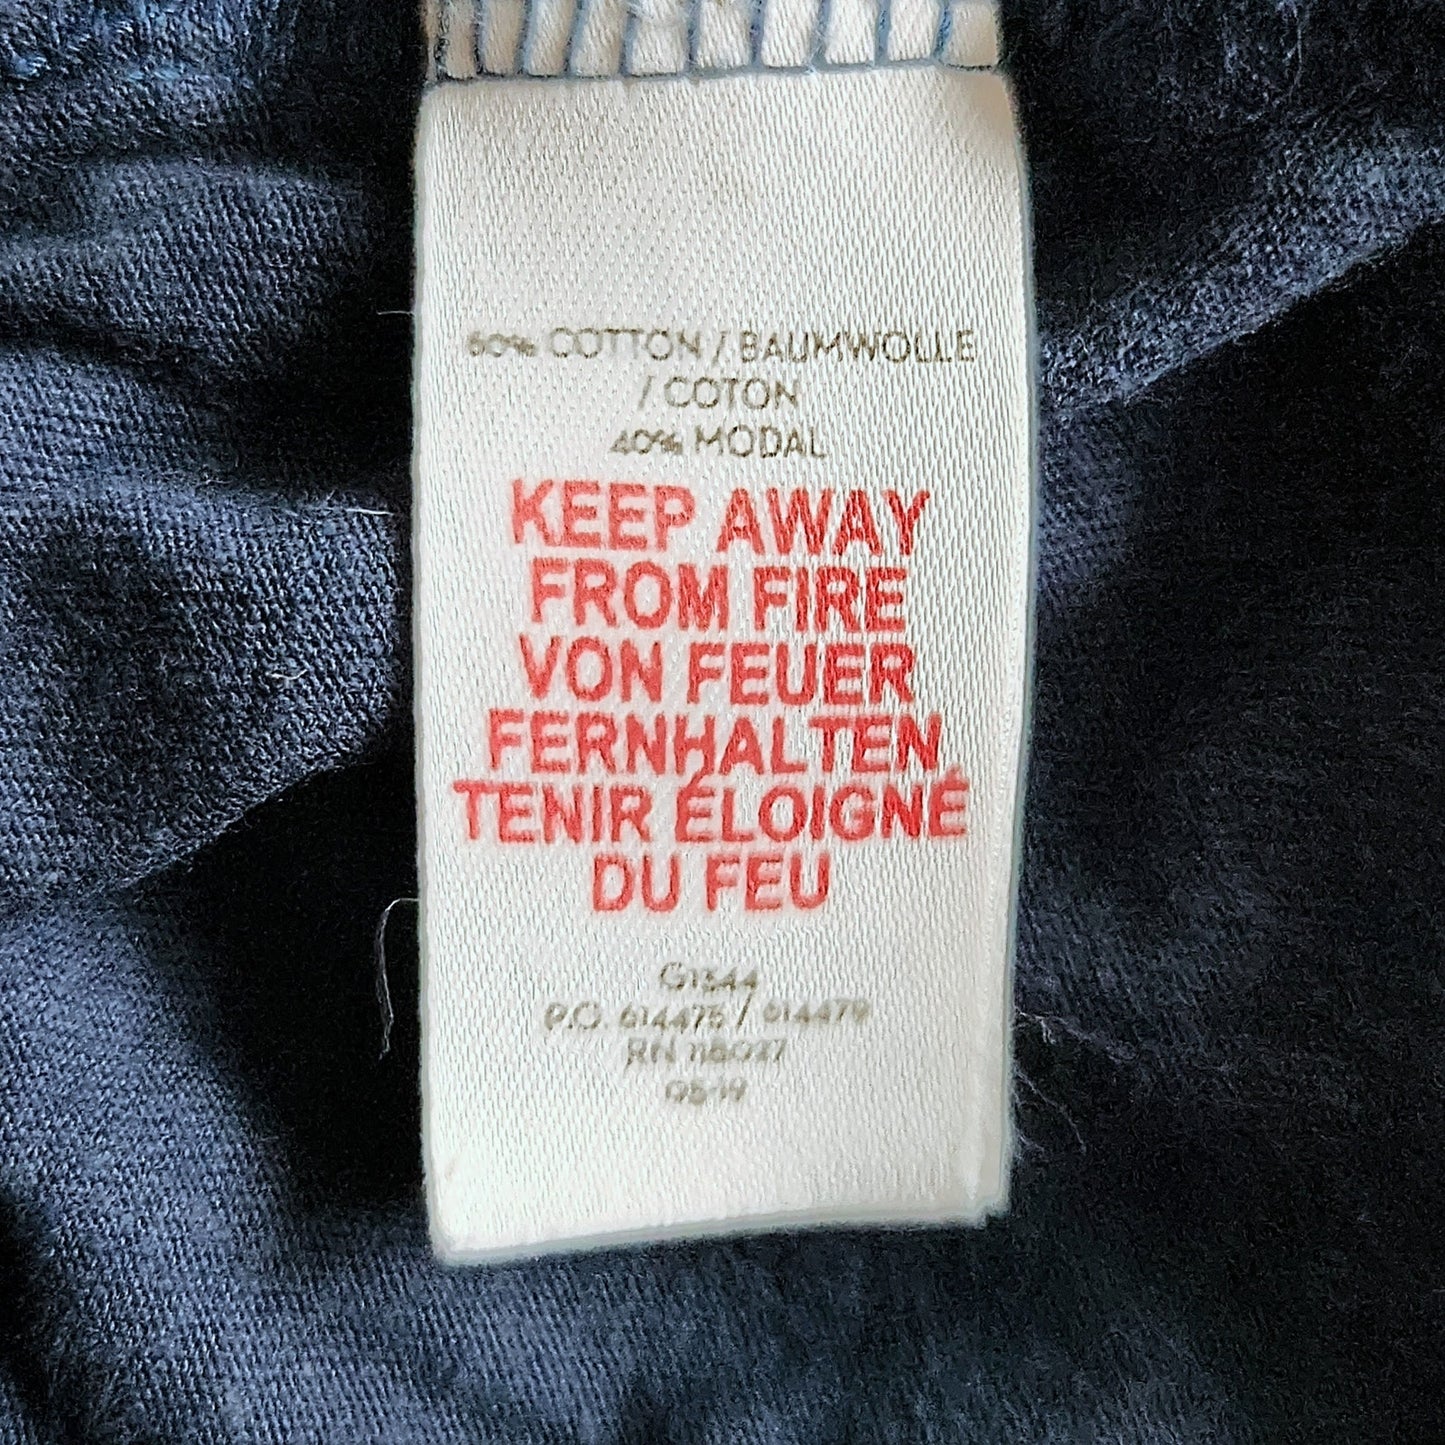 60% COTTON / BAUMWOLLE
/ COTON
40% MODAL
KEEP AWAY
FROM FIRE
VON FEUER
FERNHALTEN
TENIR ÉLOIGNÉ
DU FEU
G1344
P.O. 614475 / 614479
RN
05-19